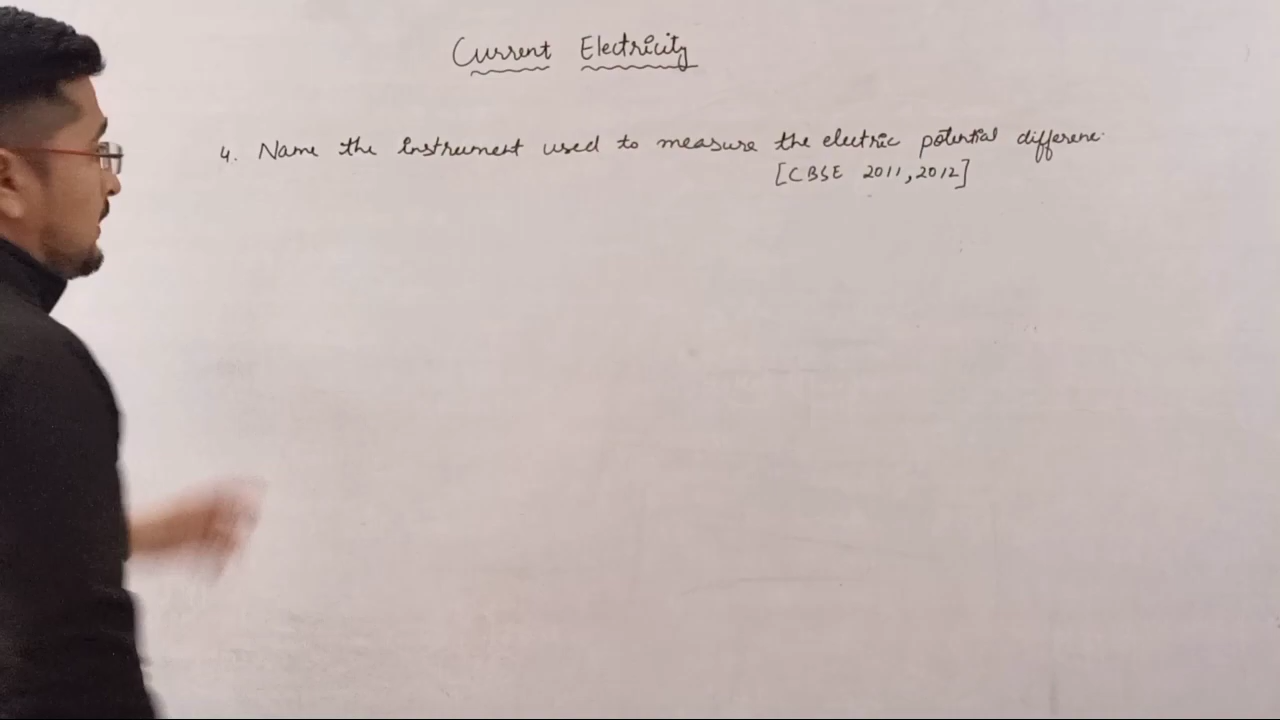 Current Electricity
4. Name the instrument used to measure the electric potential difference.
[CBSE 2011, 2012]